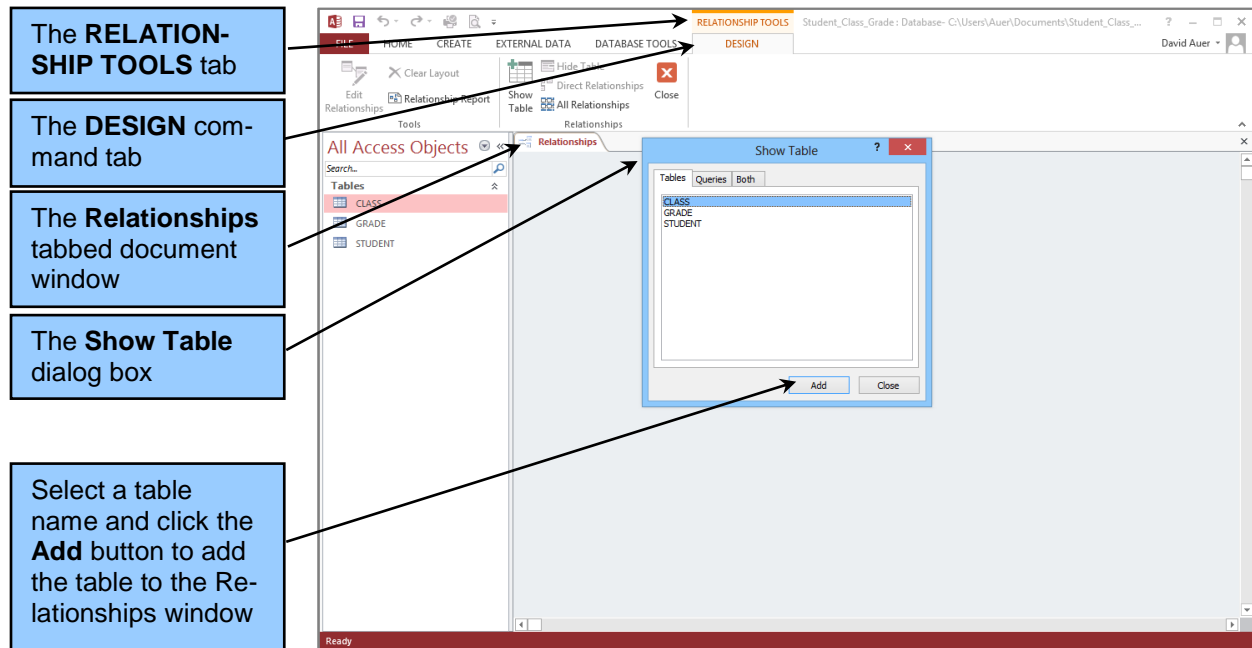 The RELATION-
SHIP TOOLS tab
The DESIGN com-
mand tab
The Relationships
tabbed document
window
The Show Table
dialog box
Select a table
name and click the
Add button to add
the table to the Re-
lationships window
RELATIONSHIP TOOLS Student_Class_Grade : Database- C:\Users\Auer\Documents\Student_Class_... ?
FILE HOME CREATE EXTERNAL DATA DATABASE TOOLS DESIGN David Auer
Edit
Relationships
Clear Layout
Relationship Report
Tools
Show
Table
Hide Table
Direct Relationships
All Relationships
Close
Relationships
All Access Objects
Search...
Tables
CLASS
GRADE
STUDENT
Relationships
Show Table ?
Tables Queries Both
CLASS
GRADE
STUDENT
Add Close
Ready